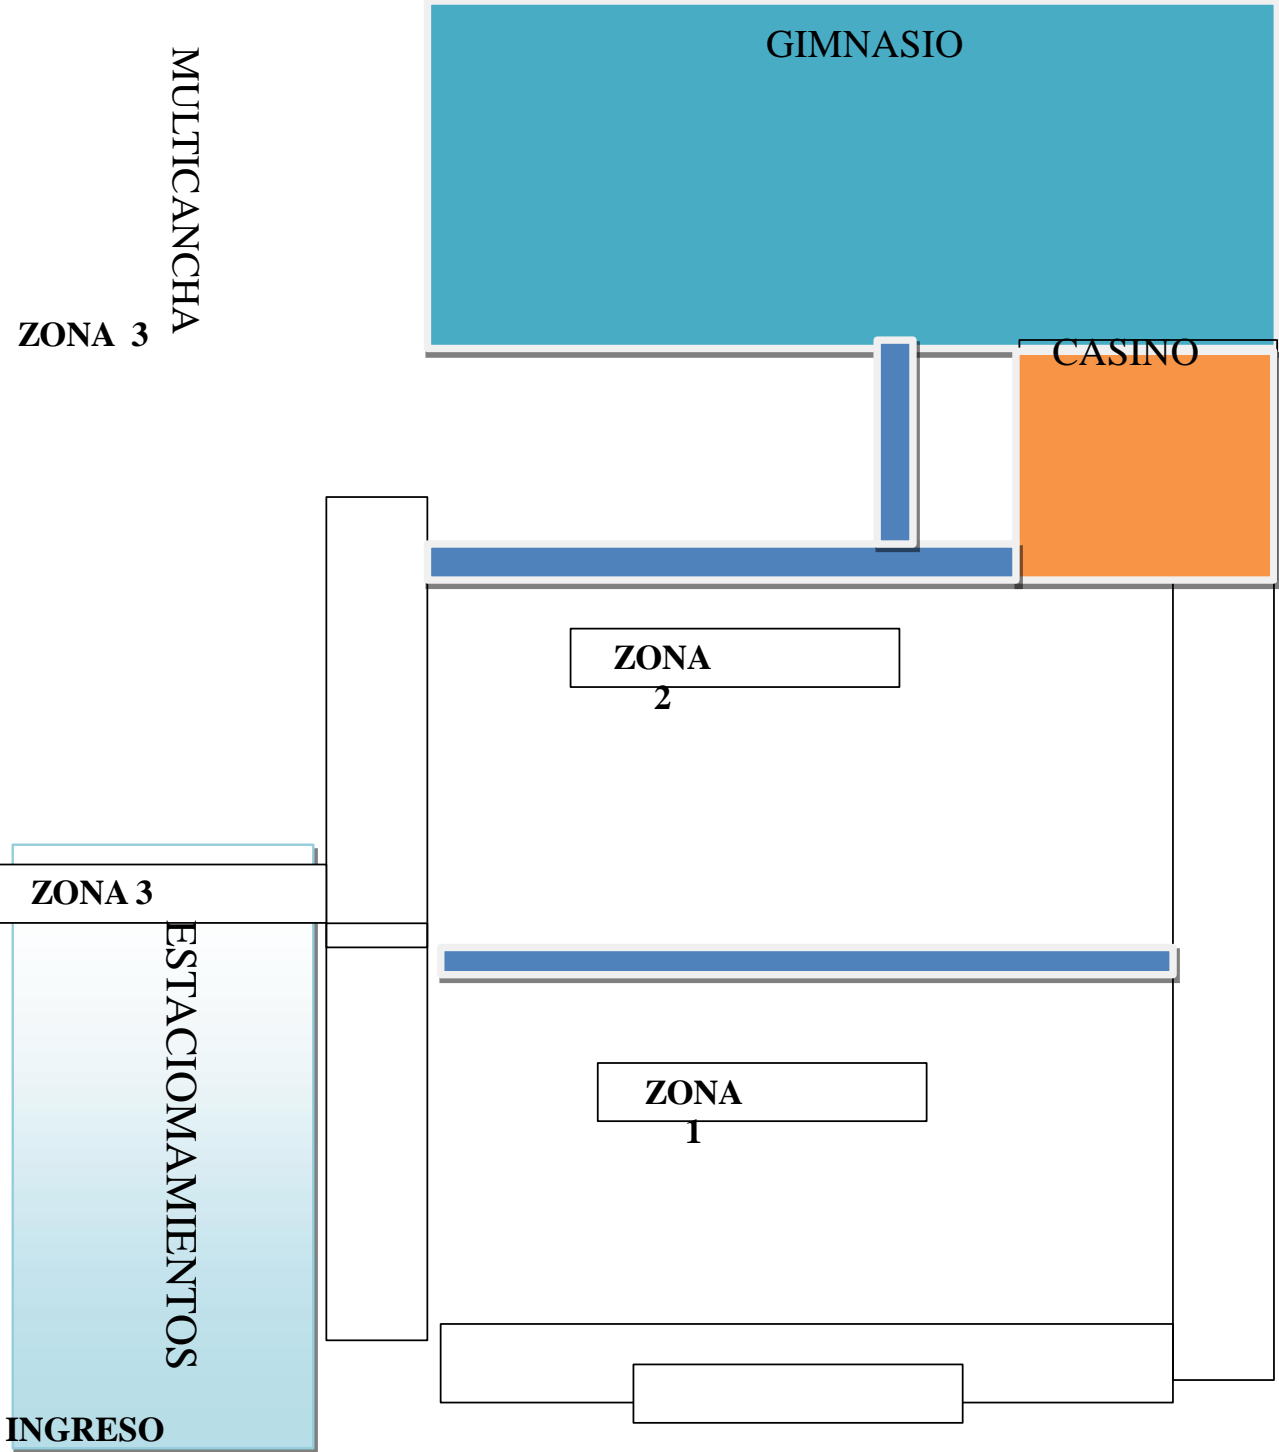 GIMNASIO
MULTICANCHA
ZONA  3
CASINO
ZONA
2
ZONA 3
ESTACIOMAMIENTOS
ZONA
1
INGRESO